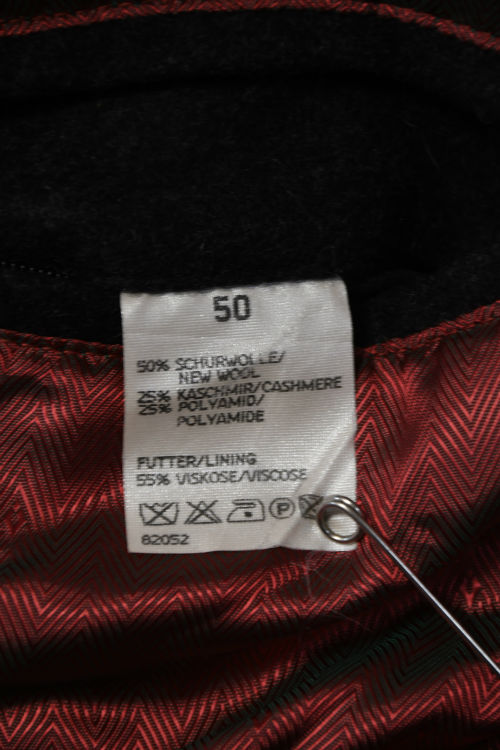 50
50% SCHURWOLLE/
NEW WOOL
25% KASCHMIR/CASHMERE
25% POLYAMID/
POLYAMIDE
FUTTER/LINING
55% VISKOSE/VISCOSE
P
82052